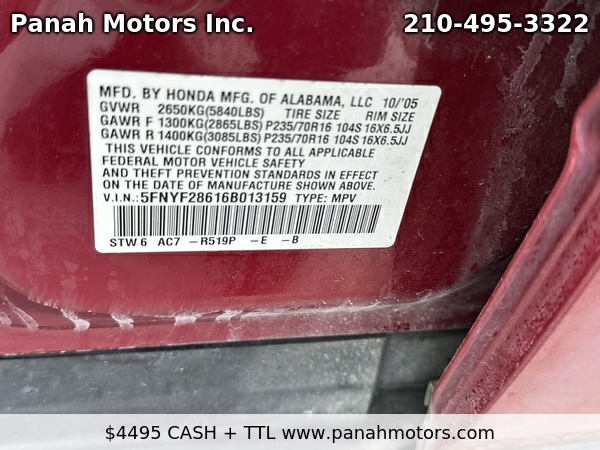 Panah Motors Inc. 210-495-3322
MFD. BY HONDA MFG. OF ALABAMA, LLC 10/'05
GVWR 2650KG(5840LBS) TIRE SIZE RIM SIZE
GAWR F 1300KG(2865LBS) P235/70R16 104S 16X6.5JJ
GAWR R 1400KG(3085LBS) P235/70R16 104S 16X6.5JJ
THIS VEHICLE CONFORMS TO ALL APPLICABLE
FEDERAL MOTOR VEHICLE SAFETY
AND THEFT PREVENTION STANDARDS IN EFFECT
ON THE DATE OF MANUFACTURE SHOWN ABOVE.
V.I.N.: 5FNYF28616B013159 TYPE: MPV
STW 6 AC7 –R519P –E –B
$4495 CASH + TTL www.panahmotors.com